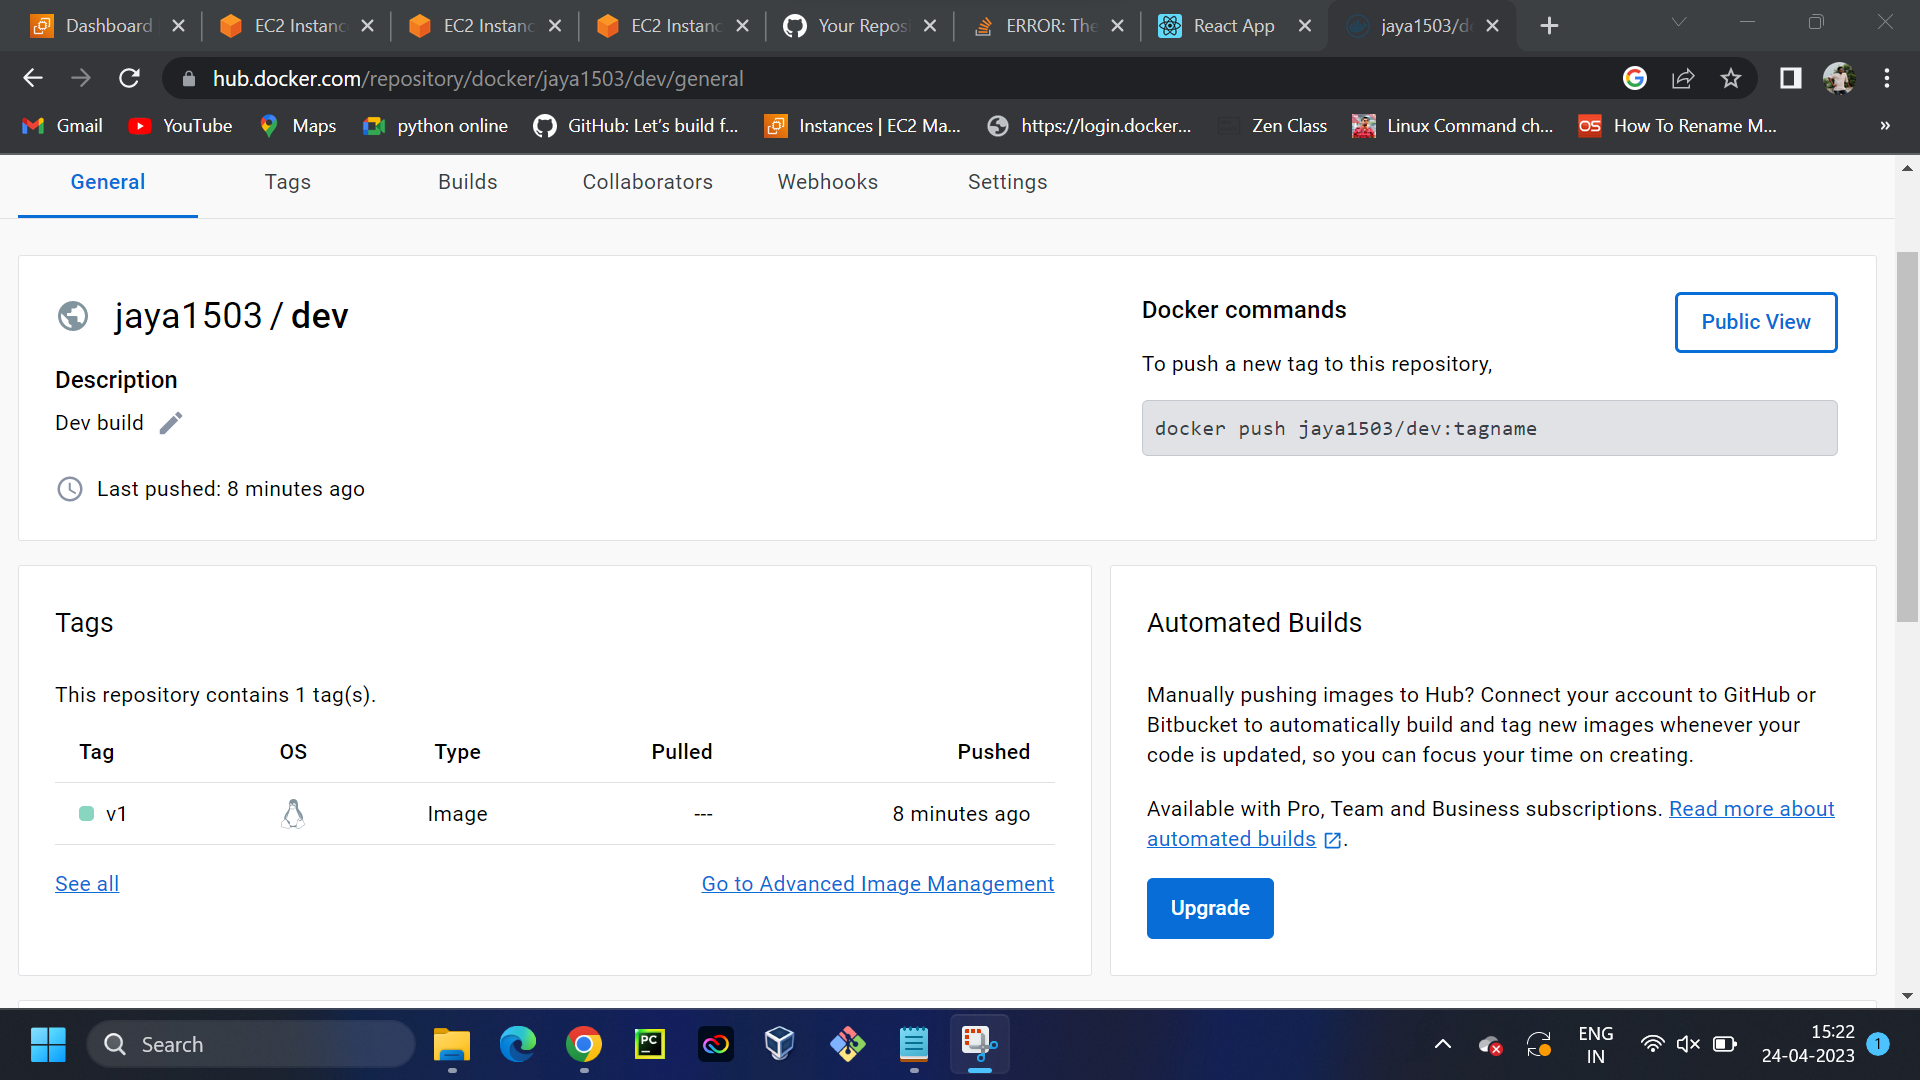 Dashboard
EC2 Instanc
EC2 Instanc
EC2 Instanc
Your Repos
ERROR: The
React App
jaya1503/de
hub.docker.com/repository/docker/jaya1503/dev/general
Gmail
YouTube
Maps
python online
GitHub: Let's build f...
Instances | EC2 Ma...
https://login.docker...
Zen Class
Linux Command ch...
How To Rename M...
»
General
Tags
Builds
Collaborators
Webhooks
Settings
jaya1503 / dev
Description
Dev build
Last pushed: 8 minutes ago
Docker commands
Public View
To push a new tag to this repository,
docker push jaya1503/dev:tagname
Tags
This repository contains 1 tag(s).
Tag OS Type Pulled Pushed
v1 Image --- 8 minutes ago
See all
Go to Advanced Image Management
Automated Builds
Manually pushing images to Hub? Connect your account to GitHub or
Bitbucket to automatically build and tag new images whenever your
code is updated, so you can focus your time on creating.
Available with Pro, Team and Business subscriptions. Read more about
automated builds.
Upgrade
Search
PC
ENG
IN
15:22
24-04-2023
1